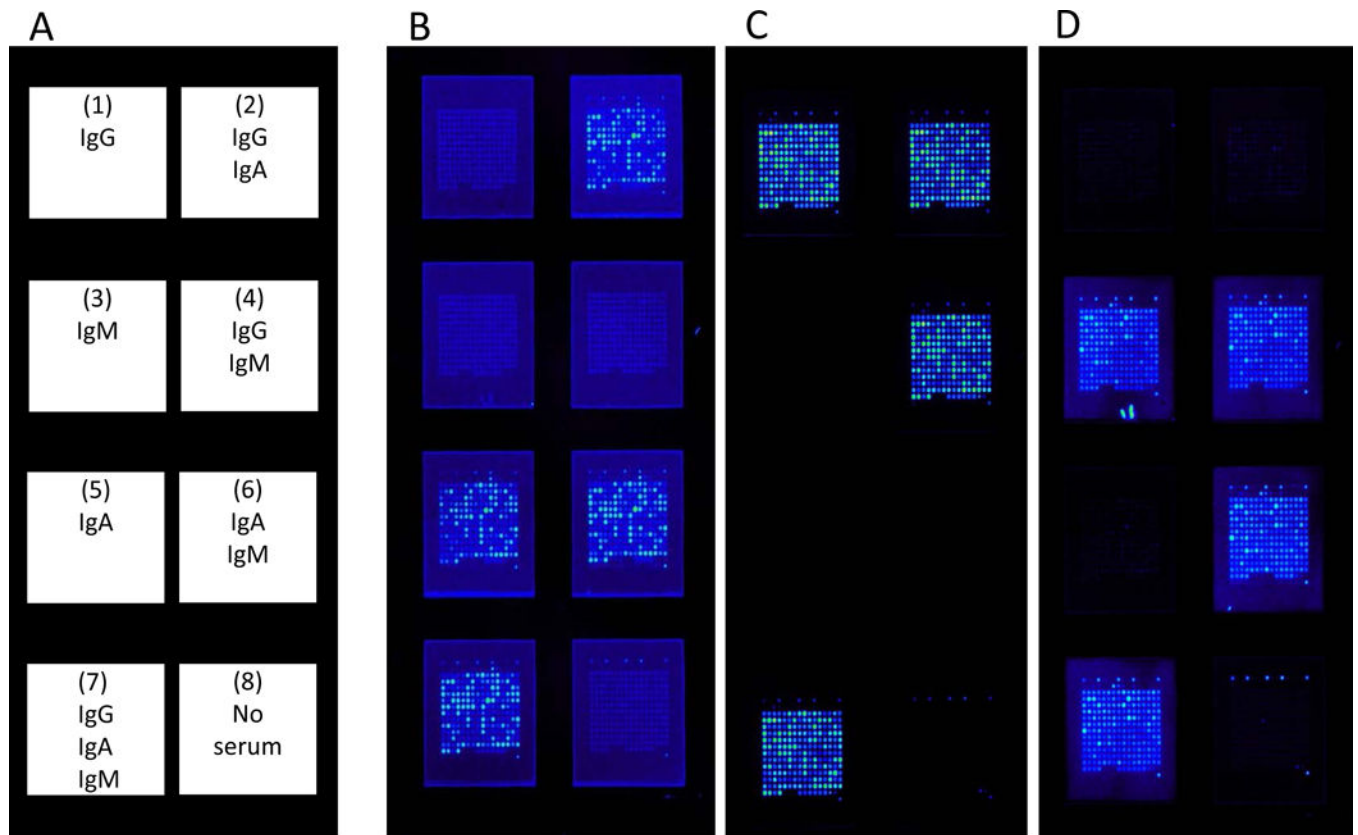 A
B
C
D
(1)
IgG
(2)
IgG
IgA
(3)
IgM
(4)
IgG
IgM
(5)
IgA
(6)
IgA
IgM
(7)
IgG
IgA
IgM
(8)
No
serum